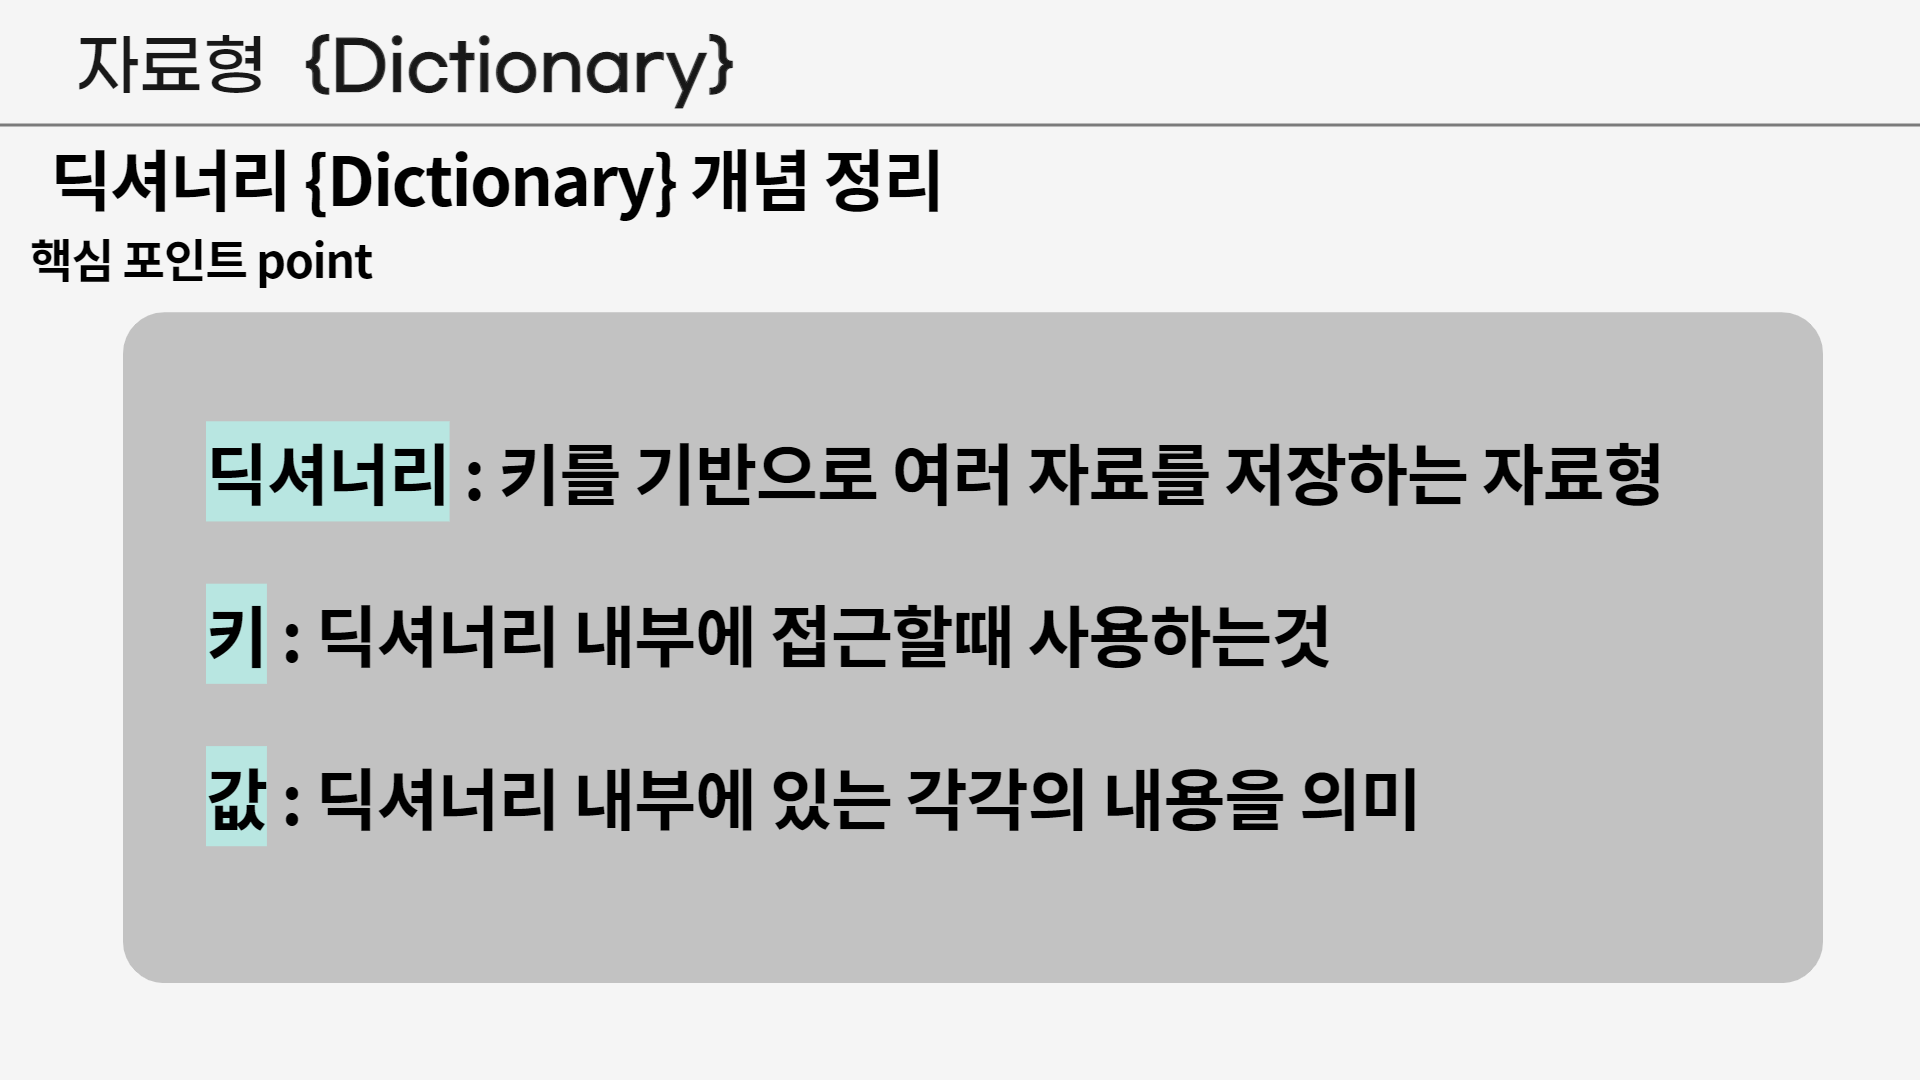 자료형 {Dictionary}
딕셔너리 {Dictionary} 개념 정리
핵심 포인트 point
딕셔너리 : 키를 기반으로 여러 자료를 저장하는 자료형
키 : 딕셔너리 내부에 접근할때 사용하는것
값 : 딕셔너리 내부에 있는 각각의 내용을 의미